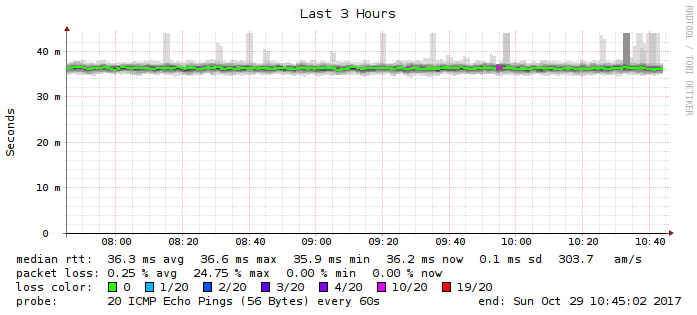 Last 3 Hours
RRDTOOL / TOBI OETIKER
Seconds
40 m
30 m
20 m
10 m
0
08:00 08:20 08:40 09:00 09:20 09:40 10:00 10:20 10:40
median rtt: 36.3 ms avg 36.6 ms max 35.9 ms min 36.2 ms now 0.1 ms sd 303.7 am/s
packet loss: 0.25 % avg 24.75 % max 0.00 % min 0.00 % now
loss color: 0 1/20 2/20 3/20 4/20 10/20 19/20
probe: 20 ICMP Echo Pings (56 Bytes) every 60s end: Sun Oct 29 10:45:02 2017